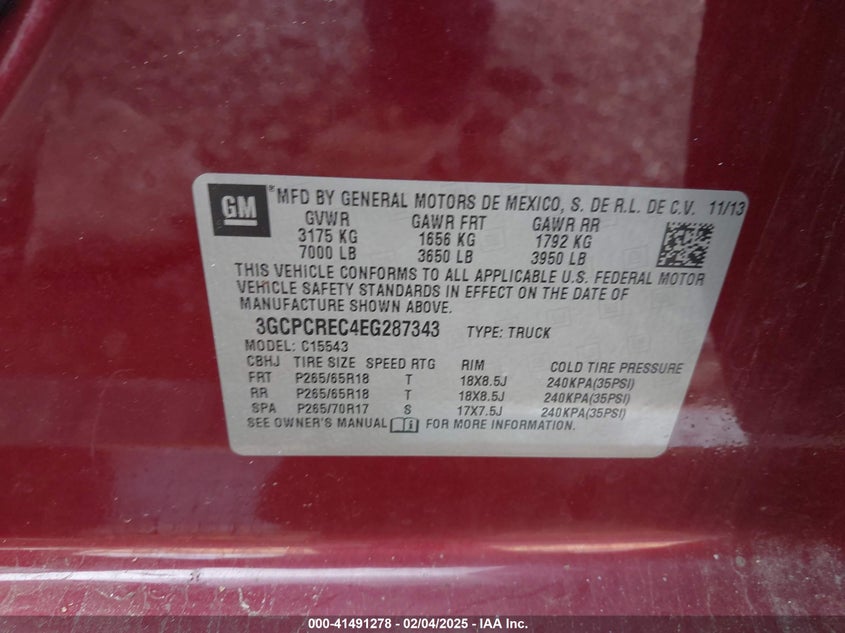 GM
*MFD BY GENERAL MOTORS DE MEXICO, S. DE R.L. DE C.V. 11/13
GVWR GAWR FRT GAWR RR
3175 KG 1656 KG 1792 KG
7000 LB 3650 LB 3950 LB
THIS VEHICLE CONFORMS TO ALL APPLICABLE U.S. FEDERAL MOTOR
VEHICLE SAFETY STANDARDS IN EFFECT ON THE DATE OF
MANUFACTURE SHOWN ABOVE.
3GCPCREC4EG287343 TYPE: TRUCK
MODEL: C15543
CBHJ TIRE SIZE SPEED RTG RIM COLD TIRE PRESSURE
FRT P265/65R18 T 18X8.5J 240KPA(35PSI)
RR P265/65R18 T 18X8.5J 240KPA(35PSI)
SPA P265/70R17 S 17X7.5J 240KPA(35PSI)
SEE OWNER'S MANUAL FOR MORE INFORMATION.
000-41491278 - 02/04/2025 - IAA Inc.